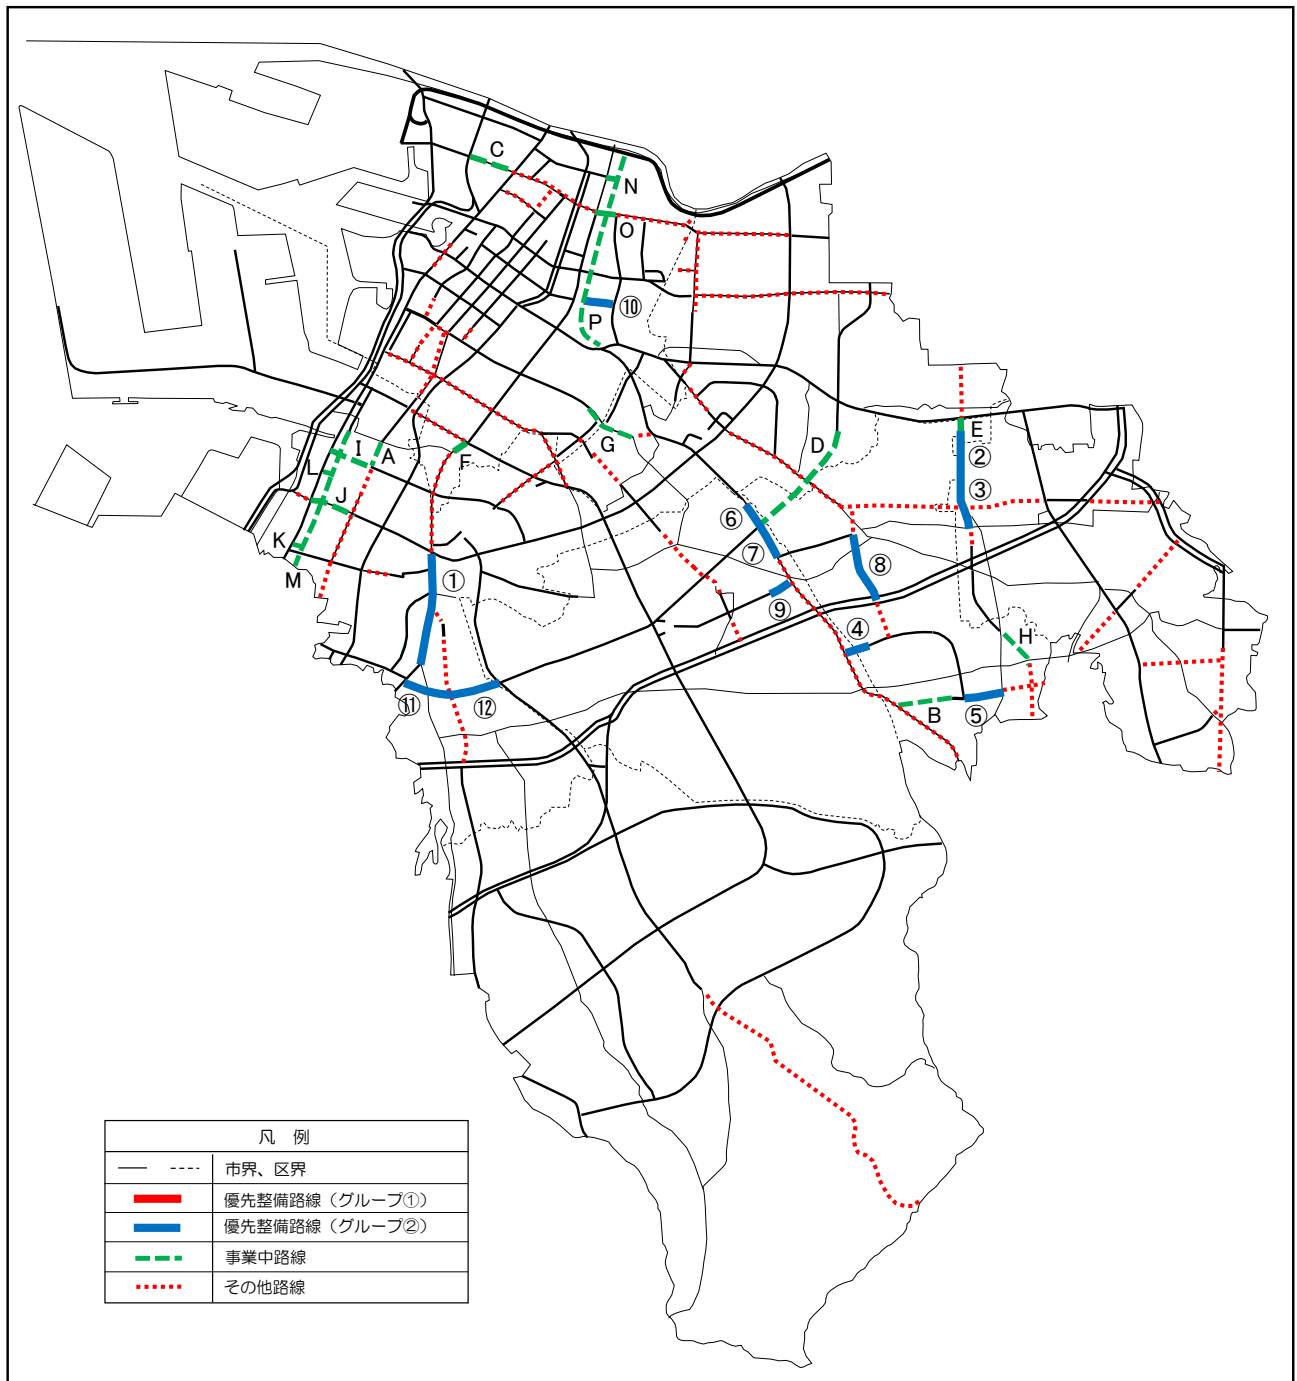 C
N
O
⑩
P
I
A
L
J
K
M
F
G
D
E
②
③
⑥
⑦
⑧
⑨
④
H
B
⑤
①
⑪
⑫
凡 例
市界、区界
優先整備路線（グループ①）
優先整備路線（グループ②）
事業中路線
その他路線